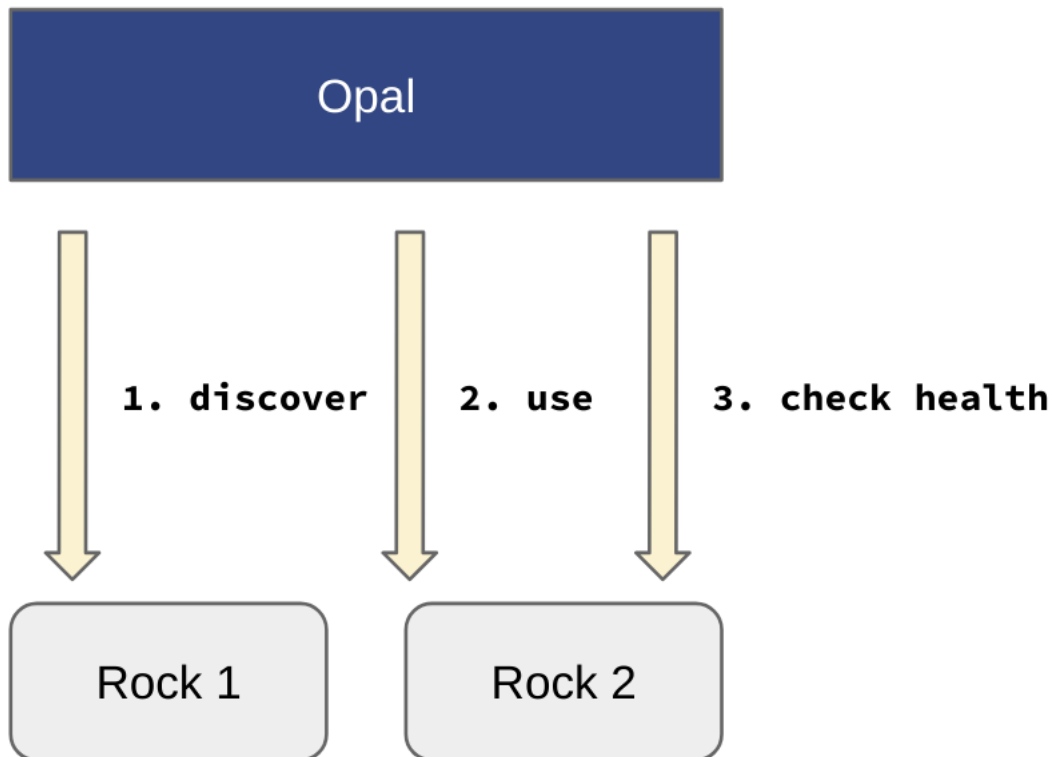 Opal
1. discover
2. use
3. check health
Rock 1
Rock 2